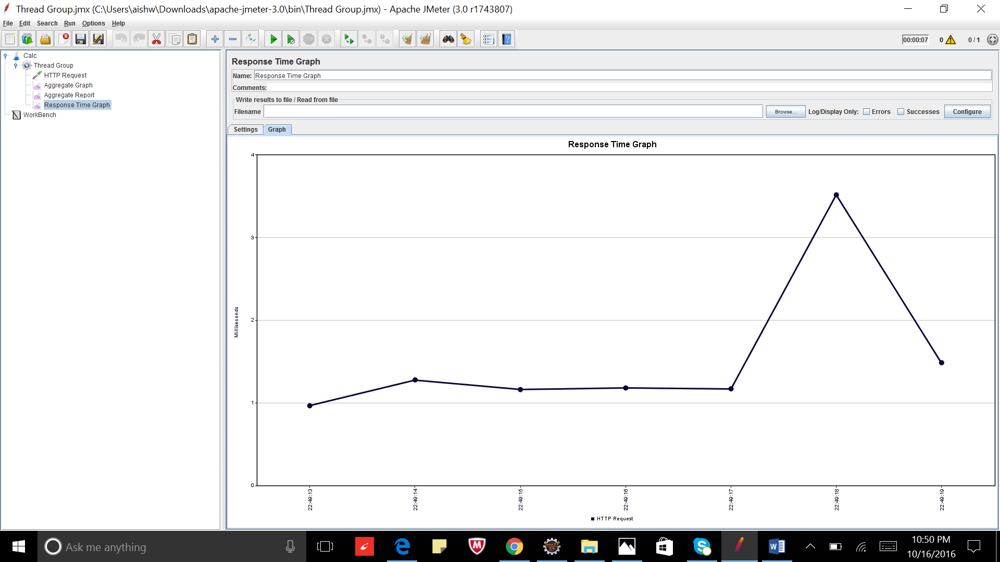 Thread Group.jmx (C:\Users\aishw\Downloads\apache-jmeter-3.0\bin\Thread Group.jmx) - Apache JMeter (3.0 r1743807)
File Edit Search Run Options Help
STOP
00:00:07 0 0 / 1
Calc
Thread Group
HTTP Request
Aggregate Graph
Aggregate Report
Response Time Graph
WorkBench
Response Time Graph
Name: Response Time Graph
Comments:
Write results to file / Read from file
Filename Browse... Log/Display Only: Errors Successes Configure
Settings Graph
Response Time Graph
4
3
2
1
0
Milliseconds
22:49:13 22:49:14 22:49:15 22:49:16 22:49:17 22:49:18 22:49:19
HTTP Request
Ask me anything
Java EE
IDE
10:50 PM
10/16/2016